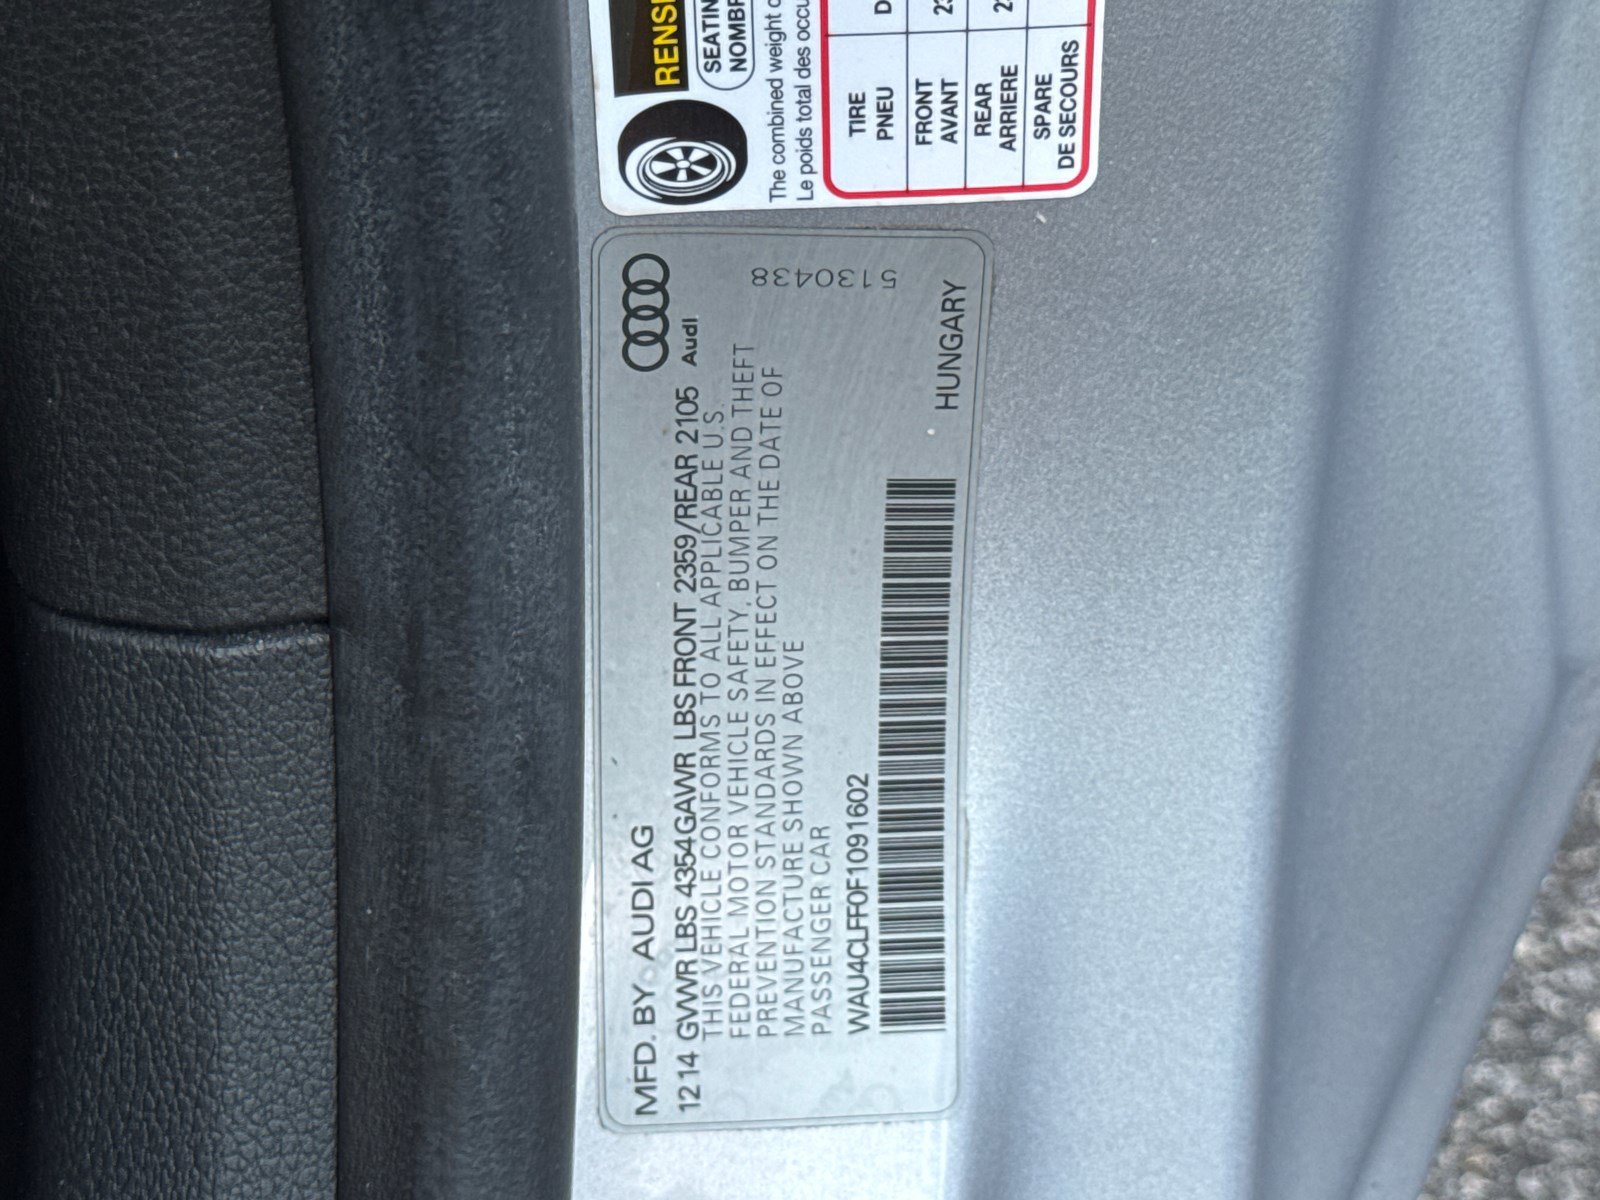 MFD. BY AUDI AG
12 14 GVWR LBS 4354 GAWR LBS FRONT 2359/REAR 2105
THIS VEHICLE CONFORMS TO ALL APPLICABLE U.S.
FEDERAL MOTOR VEHICLE SAFETY, BUMPER AND THEFT
PREVENTION STANDARDS IN EFFECT ON THE DATE OF
MANUFACTURE SHOWN ABOVE
PASSENGER CAR
WAU4CLFF0F1091602
Audi
5130438
HUNGARY
RENS
SEATIN
NOMBR
The combined weight
Le poids total des occu
TIRE
PNEU
D
FRONT
AVANT
23
REAR
ARRIERE
SPARE
DE SECOURS